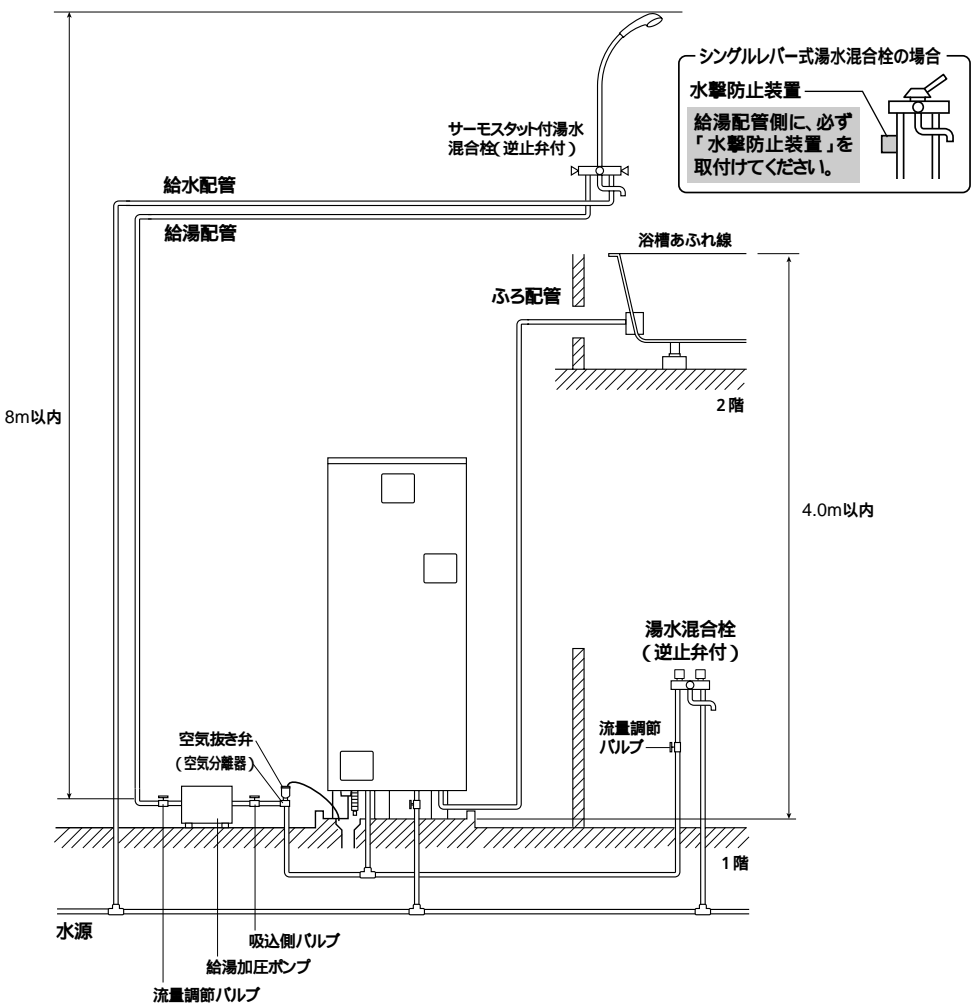 シングルレバー式湯水混合栓の場合
水撃防止装置
給湯配管側に、必ず
「水撃防止装置」を
取付けてください。
サーモスタット付湯水
混合栓(逆止弁付)
給水配管
給湯配管
浴槽あふれ線
ふろ配管
2階
8m以内
4.0m以内
湯水混合栓
(逆止弁付)
流量調節
バルブ
空気抜き弁
(空気分離器)
1階
水源
吸込側バルブ
給湯加圧ポンプ
流量調節バルブ